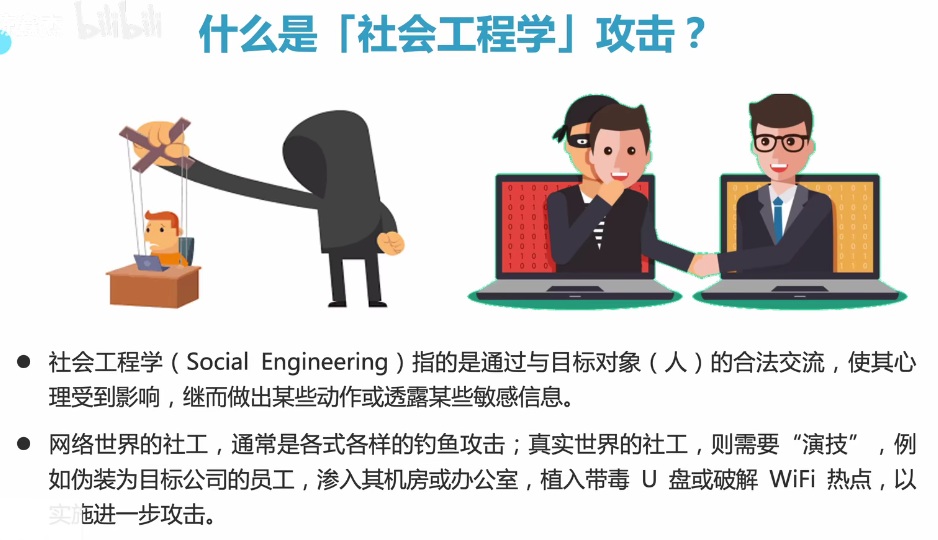 bilibili
什么是「社会工程学」攻击？
● 社会工程学（Social Engineering）指的是通过与目标对象（人）的合法交流，使其心
理受到影响，继而做出某些动作或透露某些敏感信息。
● 网络世界的社工，通常是各式各样的钓鱼攻击；真实世界的社工，则需要“演技”，例
如伪装为目标公司的员工，渗入其机房或办公室，植入带毒 U 盘或破解 WiFi 热点，以
实施进一步攻击。